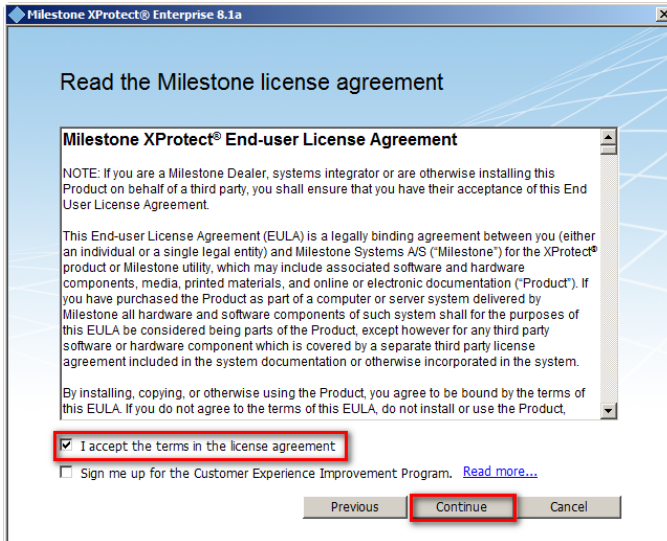 Milestone XProtect® Enterprise 8.1a
Read the Milestone license agreement
Milestone XProtect® End-user License Agreement
NOTE: If you are a Milestone Dealer, systems integrator or are otherwise installing this
Product on behalf of a third party, you shall ensure that you have their acceptance of this End
User License Agreement.
This End-user License Agreement (EULA) is a legally binding agreement between you (either
an individual or a single legal entity) and Milestone Systems A/S (“Milestone”) for the XProtect®
product or Milestone utility, which may include associated software and hardware
components, media, printed materials, and online or electronic documentation (“Product”). If
you have purchased the Product as part of a computer or server system delivered by
Milestone all hardware and software components of such system shall for the purposes of
this EULA be considered being parts of the Product, except however for any third party
software or hardware component which is covered by a separate third party license
agreement included in the system documentation or otherwise incorporated in the system.
By installing, copying, or otherwise using the Product, you agree to be bound by the terms of
this EULA. If you do not agree to the terms of this EULA, do not install or use the Product,
I accept the terms in the license agreement
Sign me up for the Customer Experience Improvement Program. Read more...
Previous Continue Cancel